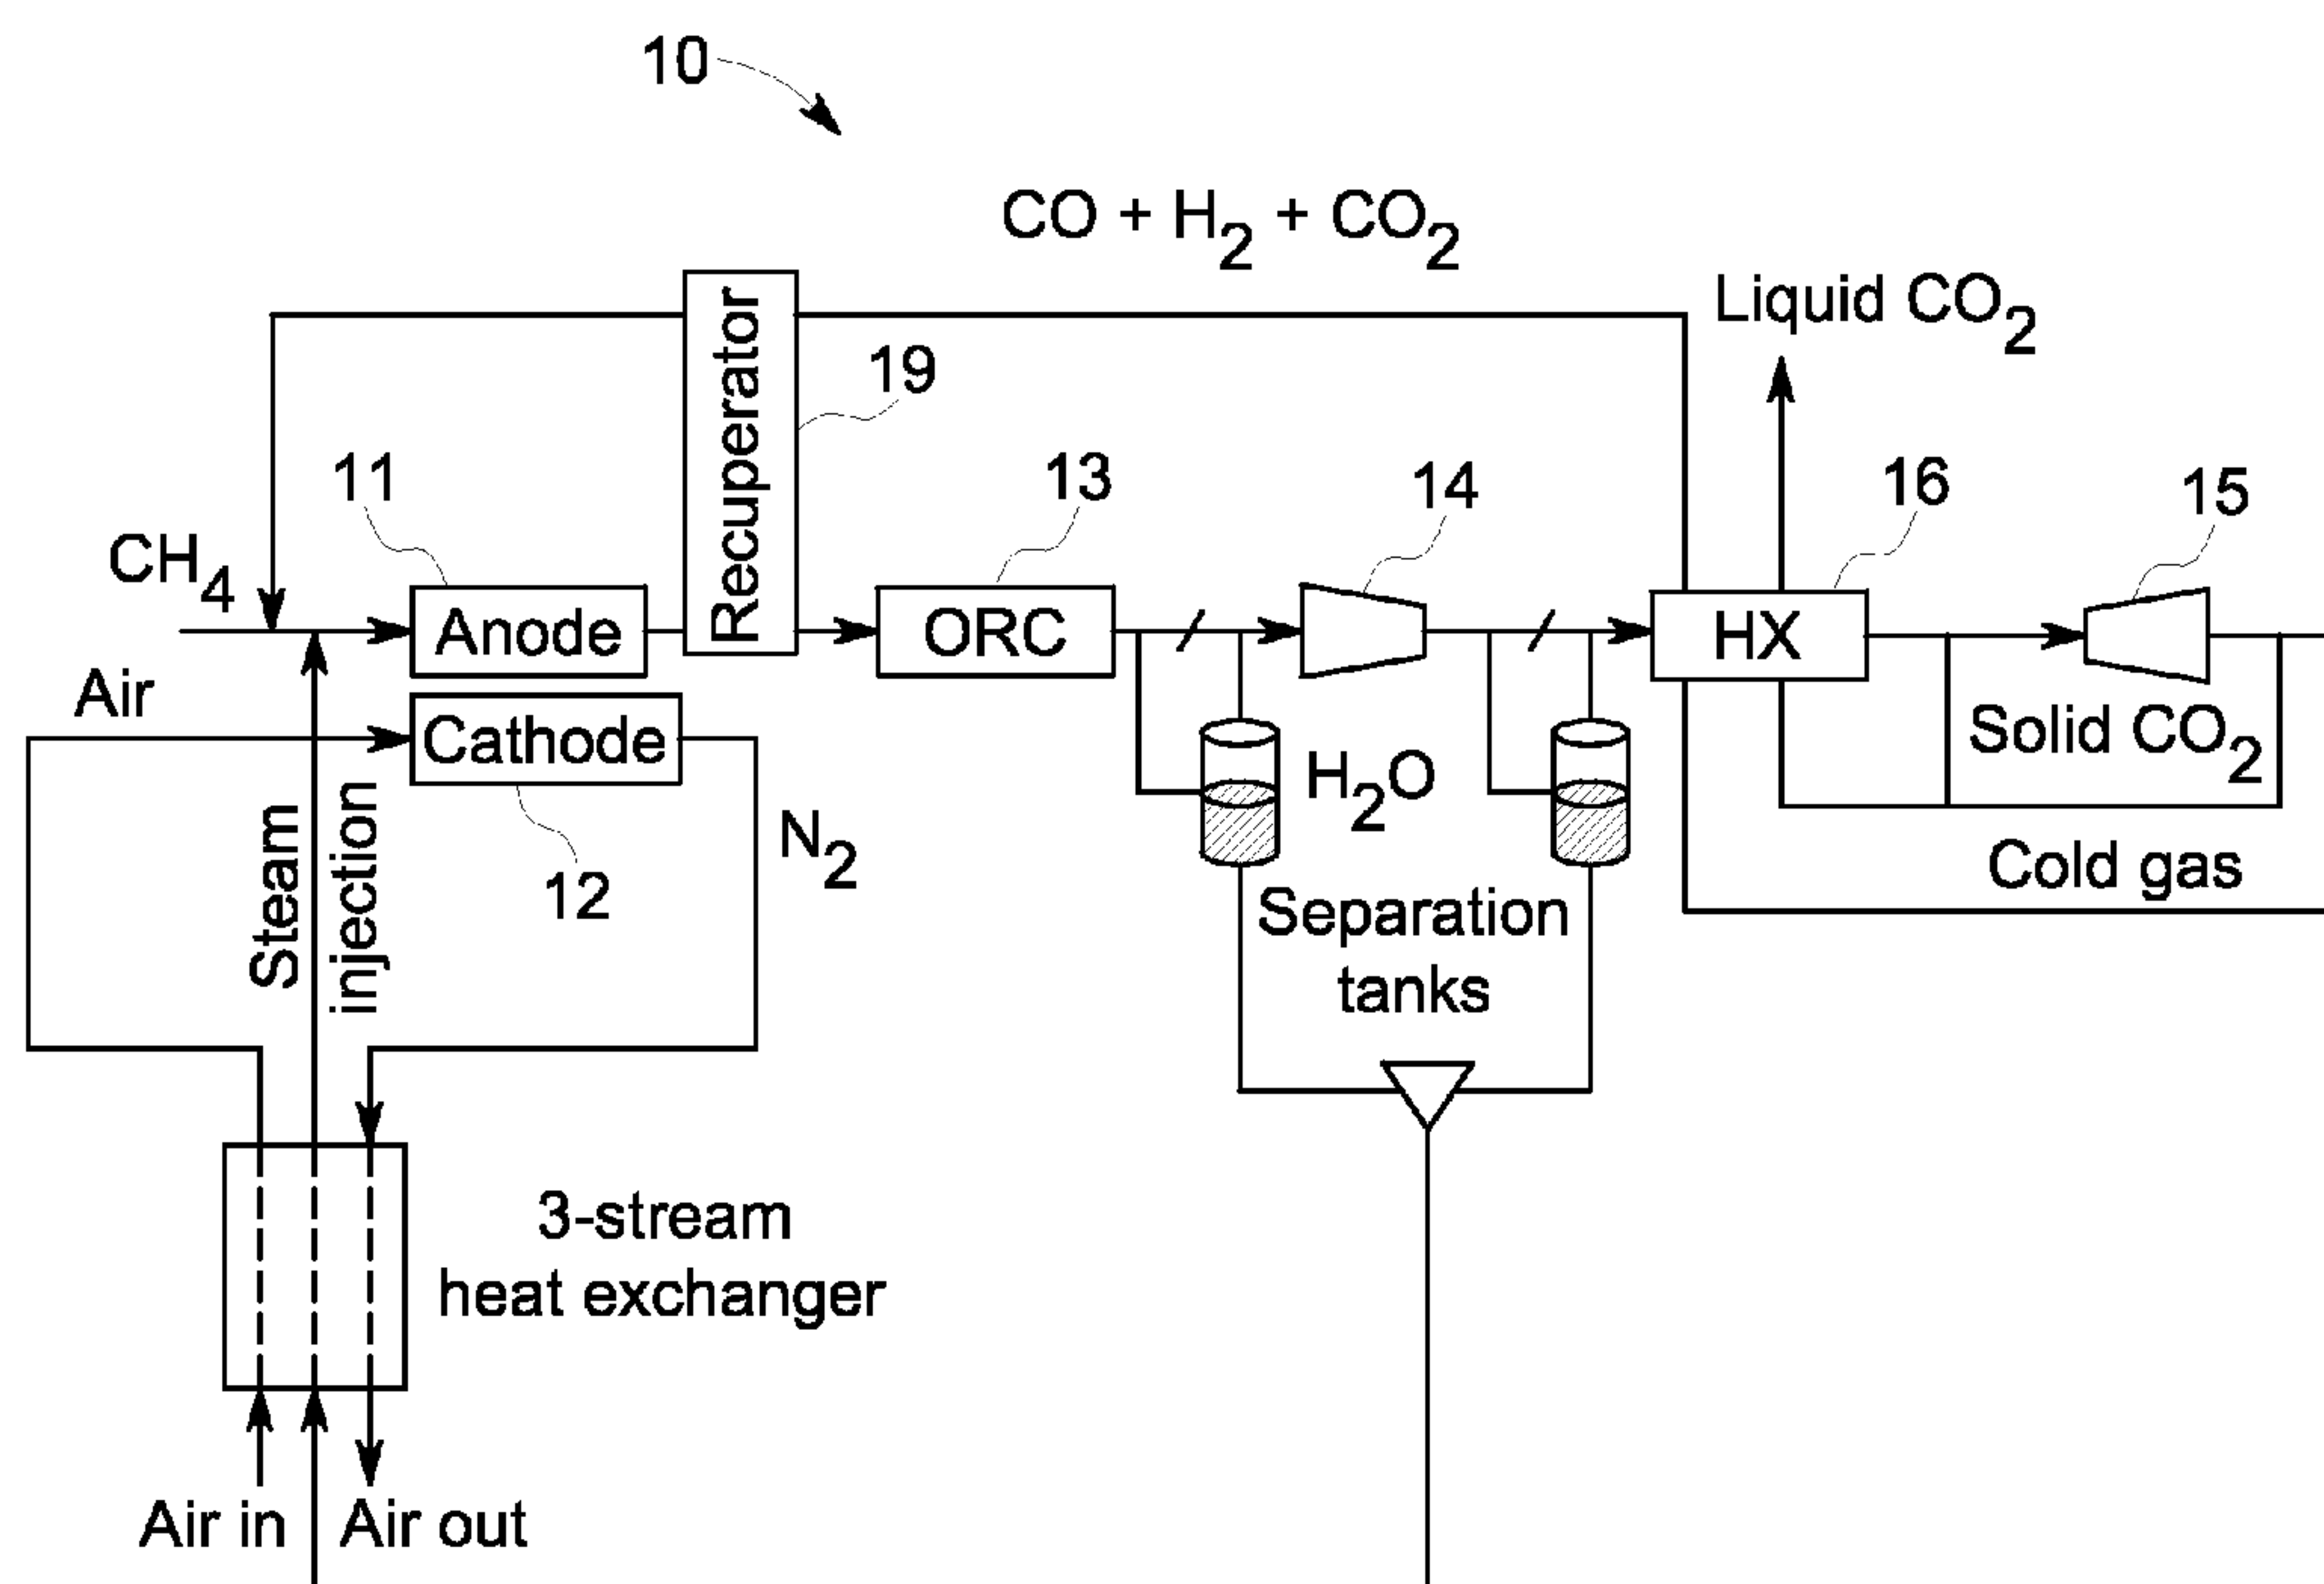 10
CO + H2 + CO2
Liquid CO2
Recuperator
19
11
13
14
16
15
CH4
Anode
ORC
HX
Air
Cathode
Solid CO2
H2O
N2
Steam
injection
12
Cold gas
Separation
tanks
3-stream
heat exchanger
Air in
Air out